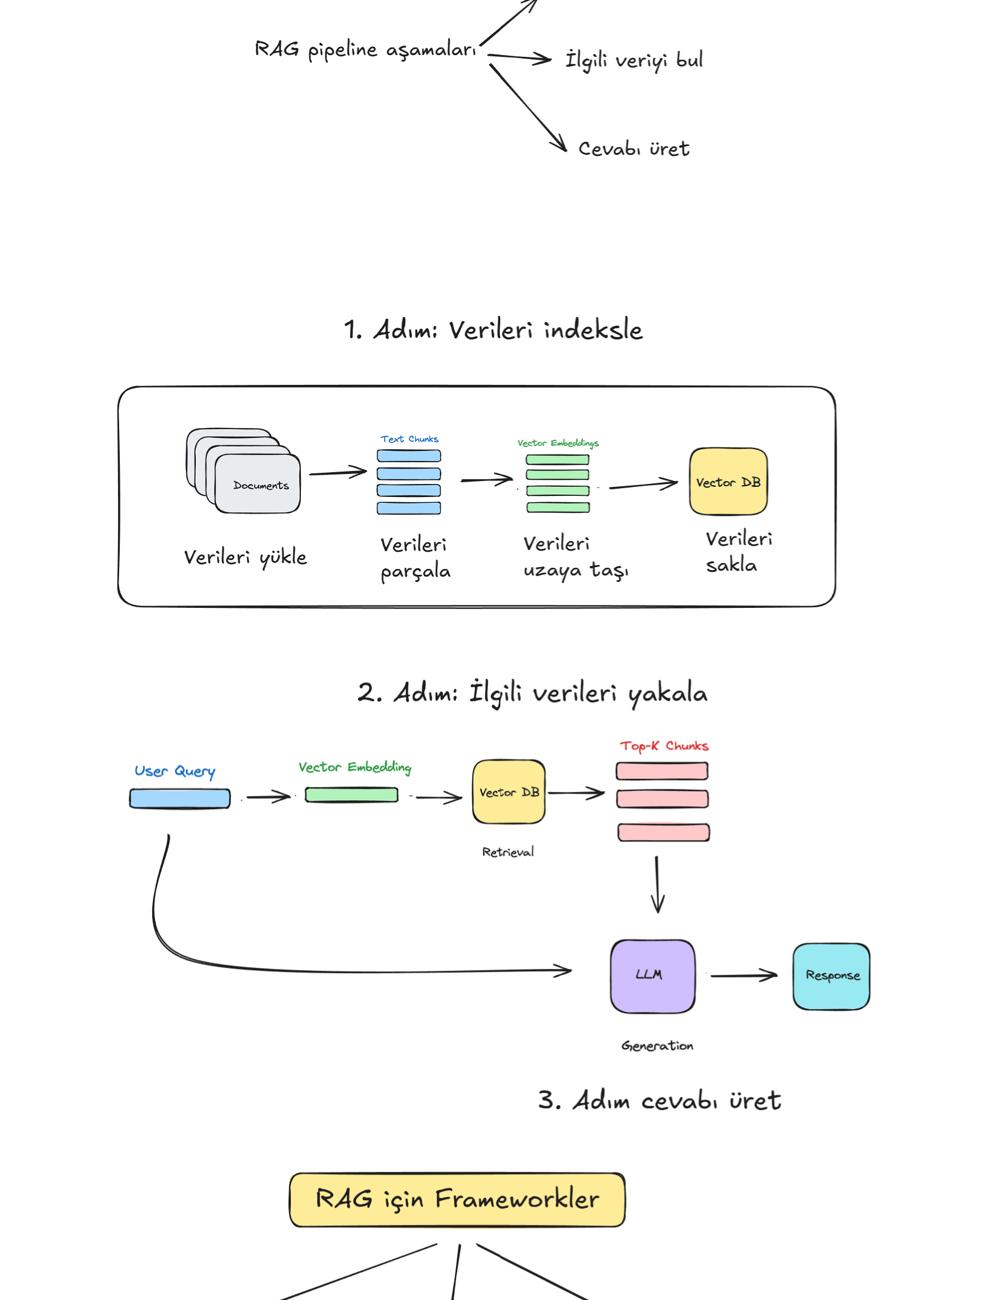 RAG pipeline aşamaları
İlgili veriyi bul
Cevabı üret
1. Adım: Verileri indeksle
Documents
Verileri yükle
Text Chunks
Verileri
parçala
Vector Embeddings
Verileri
uzaya taşı
Vector DB
Verileri
sakla
2. Adım: İlgili verileri yakala
User Query
Vector Embedding
Vector DB
Retrieval
Top-K Chunks
LLM
Generation
Response
3. Adım cevabı üret
RAG için Frameworkler